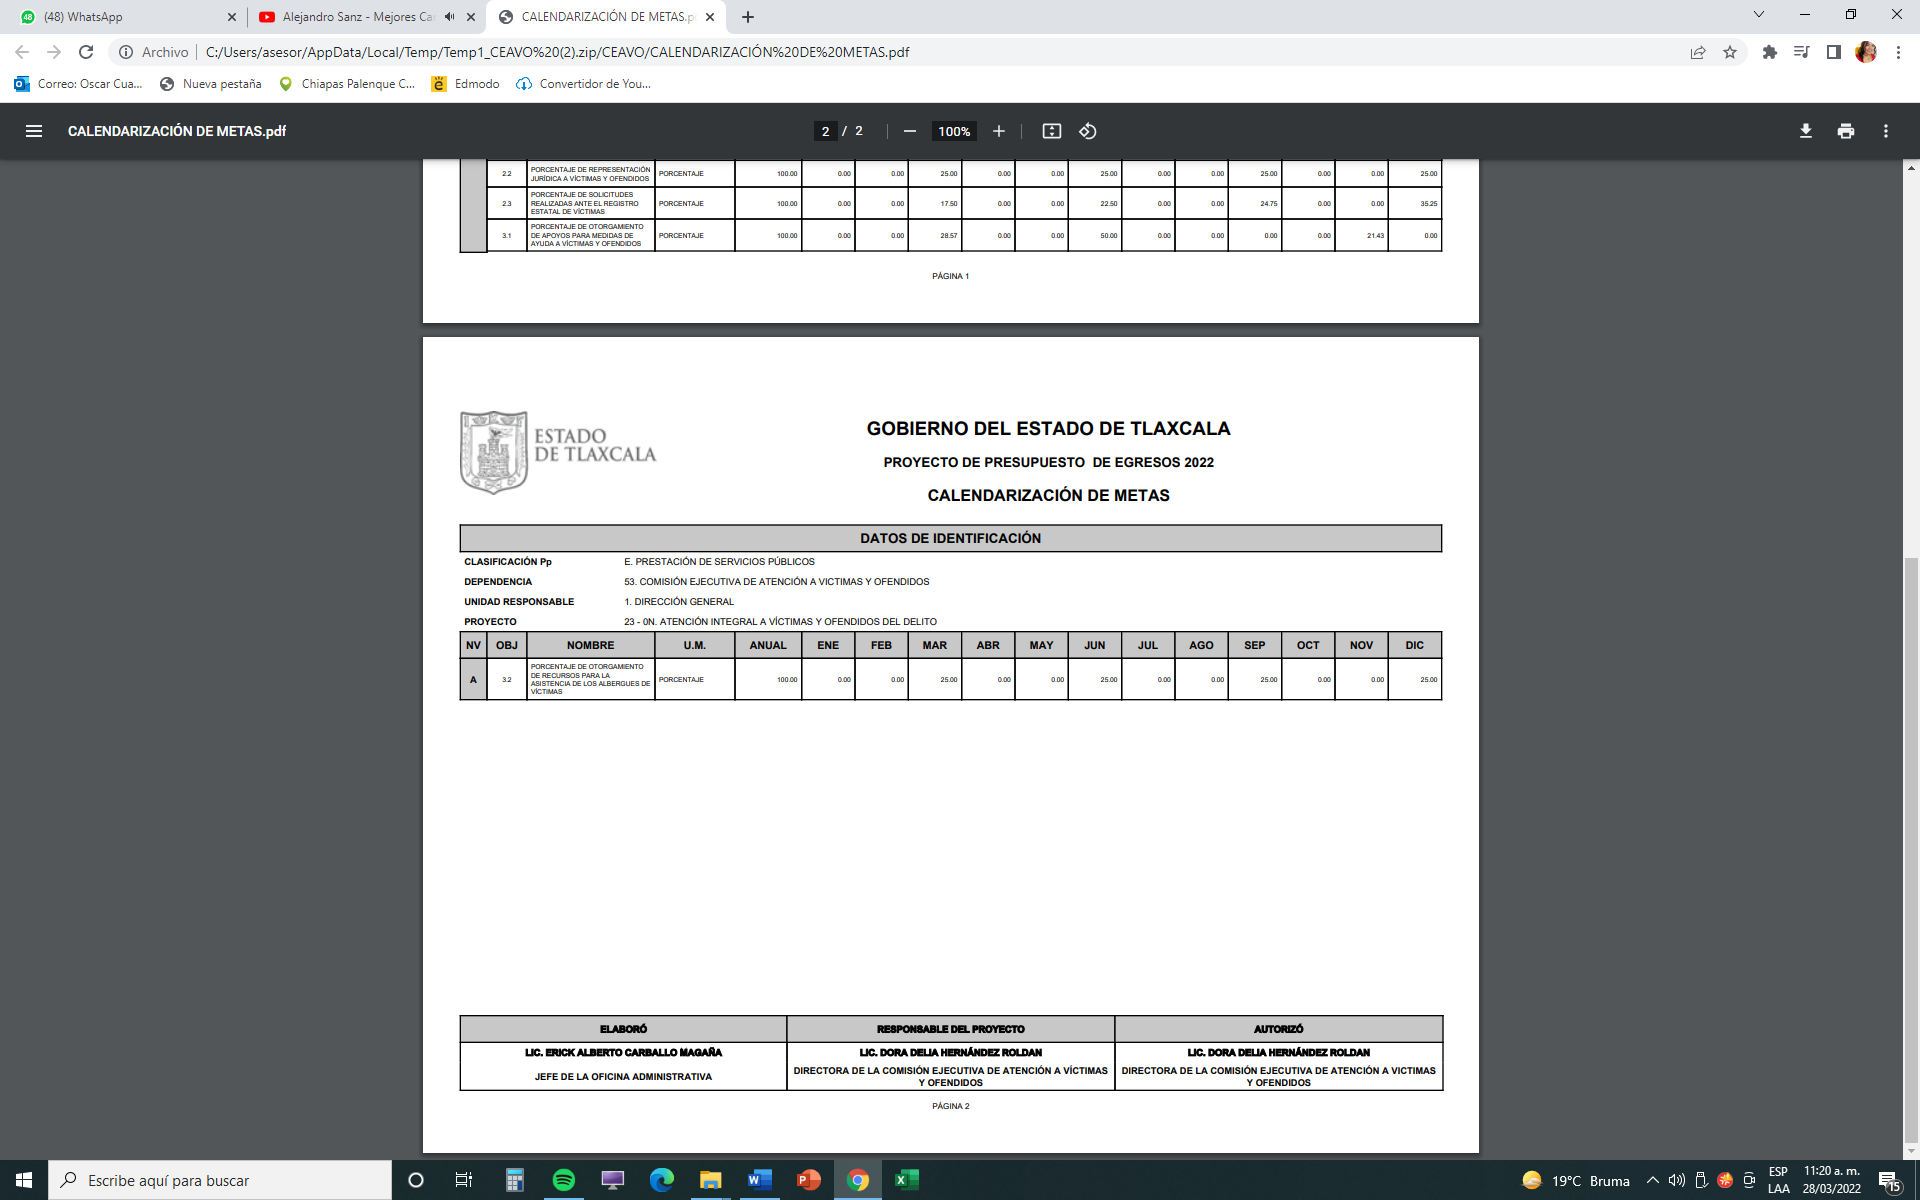 (48) WhatsApp
Alejandro Sanz - Mejores Ca
CALENDARIZACIÓN DE METAS.p
Archivo
C:/Users/asesor/AppData/Local/Temp/Temp1_CEAVO%20(2).zip/CEAVO/CALENDARIZACIÓN%20DE%20METAS.pdf
Correo: Oscar Cua...
Nueva pestaña
Chiapas Palenque C...
Edmodo
Convertidor de You...
CALENDARIZACIÓN DE METAS.pdf
2 / 2
100%
2.2 PORCENTAJE DE REPRESENTACIÓN JURÍDICA A VÍCTIMAS Y OFENDIDOS PORCENTAJE 100.00 0.00 0.00 25.00 0.00 0.00 25.00 0.00 0.00 25.00 0.00 0.00 25.00
2.3 PORCENTAJE DE SOLICITUDES REALIZADAS ANTE EL REGISTRO ESTATAL DE VÍCTIMAS PORCENTAJE 100.00 0.00 0.00 17.50 0.00 0.00 22.50 0.00 0.00 24.75 0.00 0.00 35.25
3.1 PORCENTAJE DE OTORGAMIENTO DE APOYOS PARA MEDIDAS DE AYUDA A VÍCTIMAS Y OFENDIDOS PORCENTAJE 100.00 0.00 0.00 28.57 0.00 0.00 50.00 0.00 0.00 0.00 0.00 21.43 0.00
PÁGINA 1
ESTADO
DE TLAXCALA
GOBIERNO DEL ESTADO DE TLAXCALA
PROYECTO DE PRESUPUESTO DE EGRESOS 2022
CALENDARIZACIÓN DE METAS
DATOS DE IDENTIFICACIÓN
CLASIFICACIÓN Pp E. PRESTACIÓN DE SERVICIOS PÚBLICOS
DEPENDENCIA 53. COMISIÓN EJECUTIVA DE ATENCIÓN A VICTIMAS Y OFENDIDOS
UNIDAD RESPONSABLE 1. DIRECCIÓN GENERAL
PROYECTO 23 - 0N. ATENCIÓN INTEGRAL A VÍCTIMAS Y OFENDIDOS DEL DELITO
NV OBJ NOMBRE U.M. ANUAL ENE FEB MAR ABR MAY JUN JUL AGO SEP OCT NOV DIC
A 3.2 PORCENTAJE DE OTORGAMIENTO DE RECURSOS PARA LA ASISTENCIA DE LOS ALBERGUES DE VÍCTIMAS PORCENTAJE 100.00 0.00 0.00 25.00 0.00 0.00 25.00 0.00 0.00 25.00 0.00 0.00 25.00
ELABORÓ RESPONSABLE DEL PROYECTO AUTORIZÓ
LIC. ERICK ALBERTO CARBALLO MAGAÑA LIC. DORA DELIA HERNÁNDEZ ROLDAN LIC. DORA DELIA HERNÁNDEZ ROLDAN
JEFE DE LA OFICINA ADMINISTRATIVA DIRECTORA DE LA COMISIÓN EJECUTIVA DE ATENCIÓN A VÍCTIMAS Y OFENDIDOS DIRECTORA DE LA COMISIÓN EJECUTIVA DE ATENCIÓN A VICTIMAS Y OFENDIDOS
PÁGINA 2
Escribe aquí para buscar
19°C Bruma
ESP
LAA
11:20 a. m.
28/03/2022
15